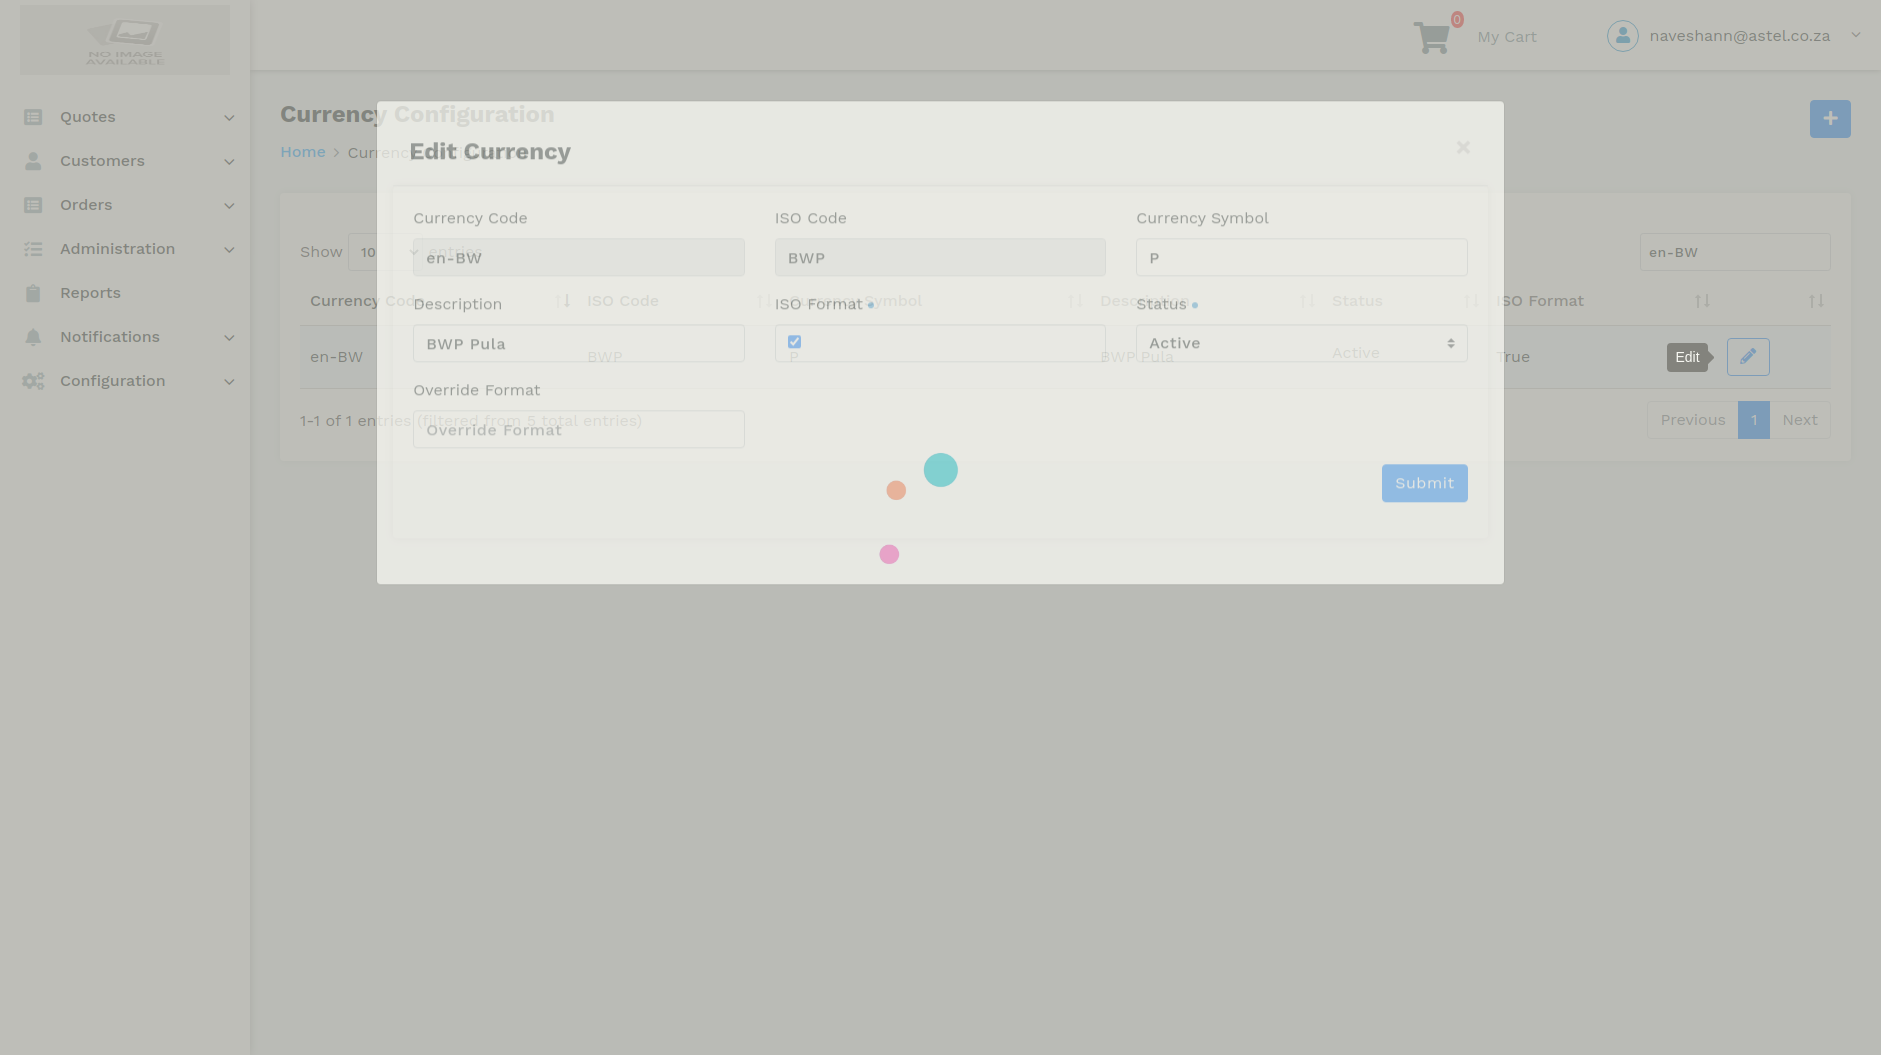 NO IMAGE
AVAILABLE
0
My Cart
naveshann@astel.co.za
Quotes
Customers
Orders
Administration
Reports
Notifications
Configuration
Currency Configuration
+
Home > Currency Configuration
Edit Currency
×
Currency Code
ISO Code
Currency Symbol
en-BW
BWP
P
Description
ISO Format
Status
BWP Pula
Active
Override Format
Override Format
Submit
Show 10 entries
en-BW
Currency Code
ISO Code
Currency Symbol
Description
Status
ISO Format
en-BW
BWP
P
BWP Pula
Active
True
Edit
1-1 of 1 entries (filtered from 5 total entries)
Previous
1
Next